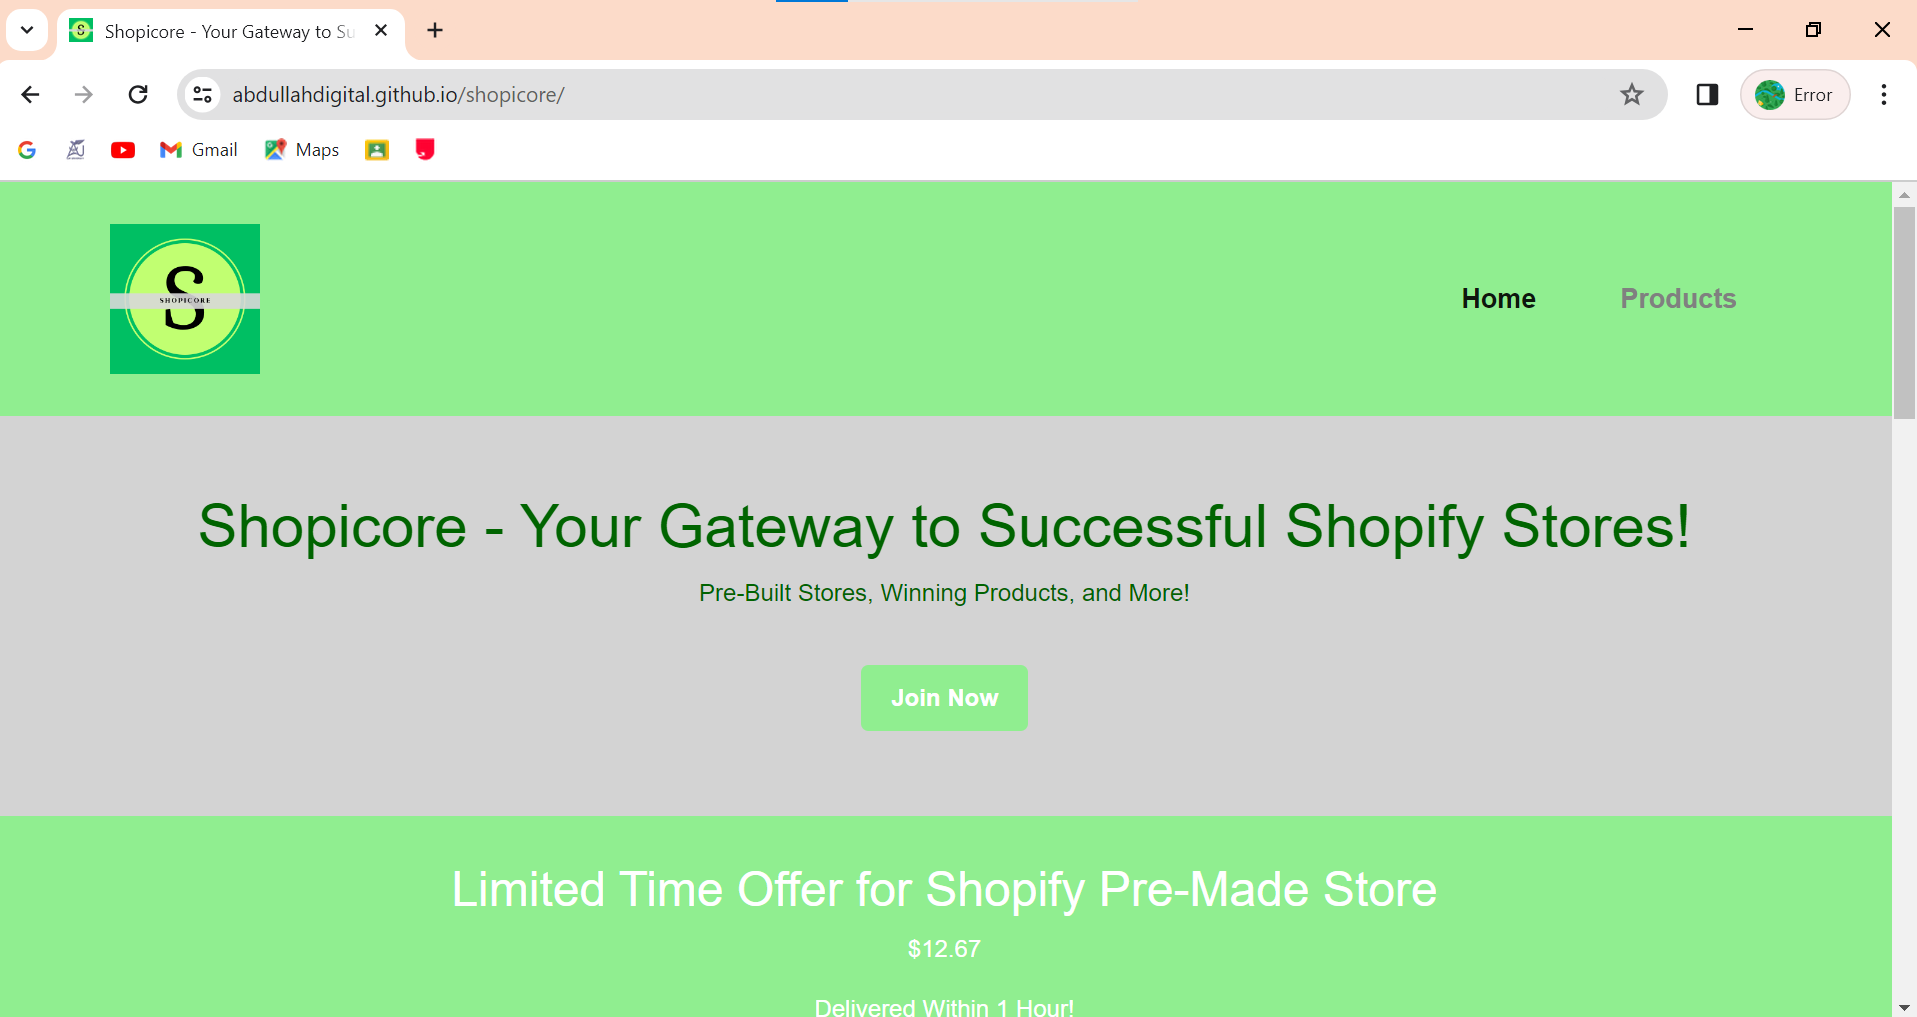 Shopicore - Your Gateway to Su
abdullahdigital.github.io/shopicore/
Error
Gmail
Maps
S
SHOPICORE
Home
Products
Shopicore - Your Gateway to Successful Shopify Stores!
Pre-Built Stores, Winning Products, and More!
Join Now
Limited Time Offer for Shopify Pre-Made Store
$12.67
Delivered Within 1 Hour!